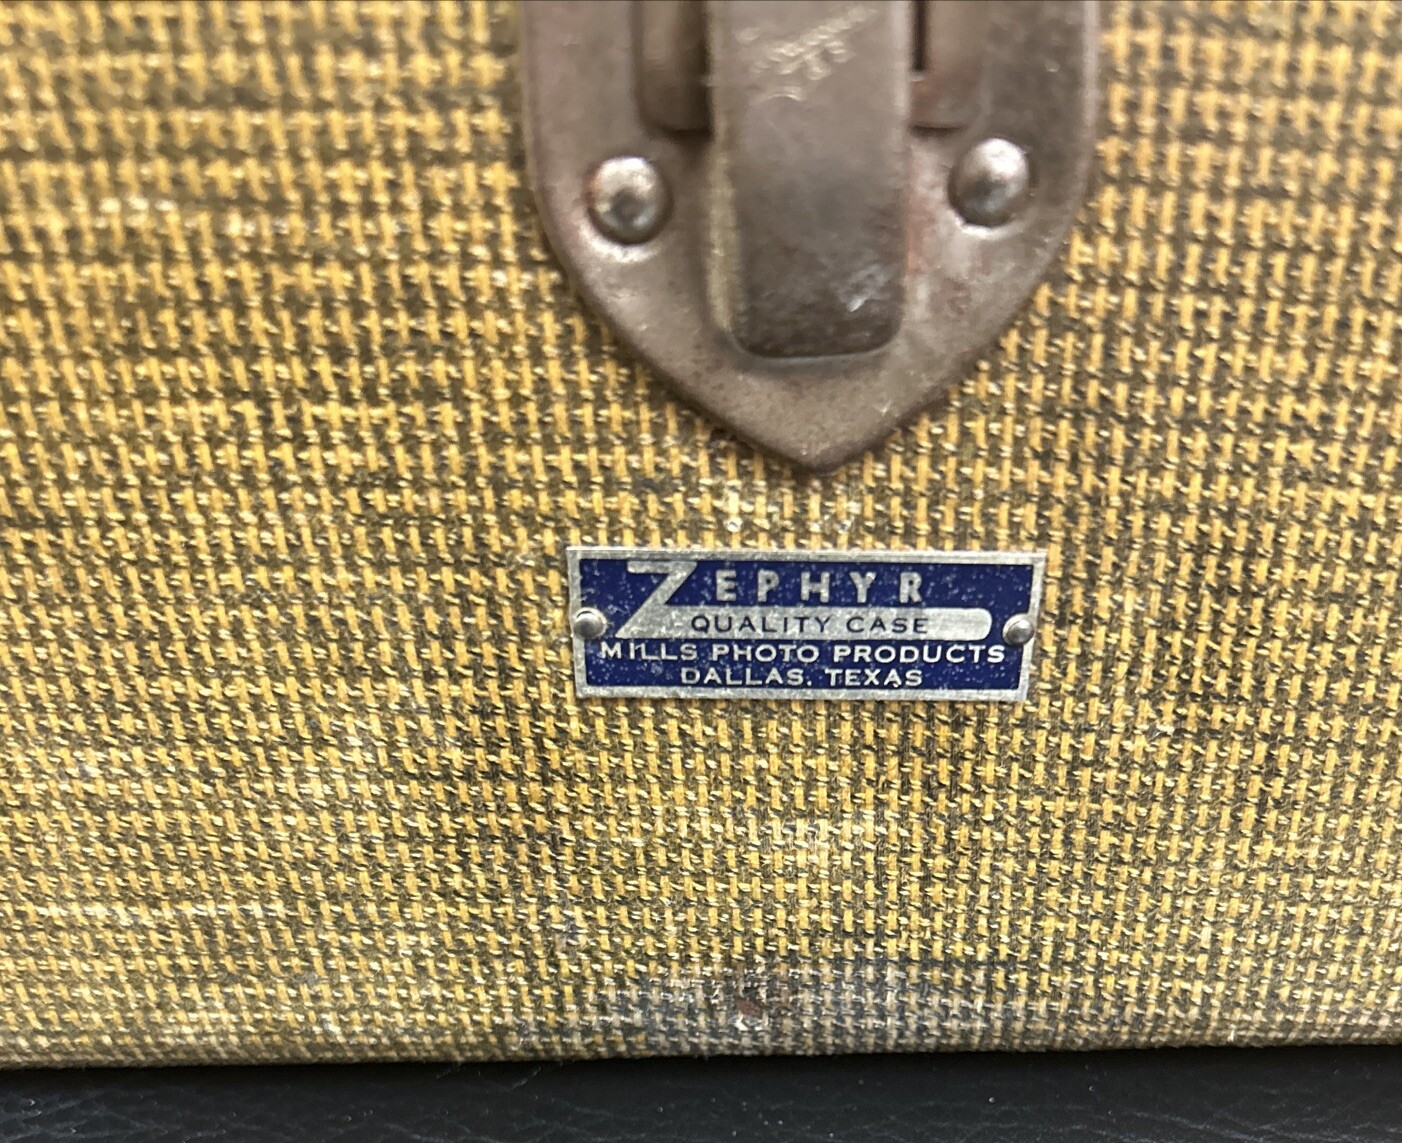 ZEPHYR
QUALITY CASE
MILLS PHOTO PRODUCTS
DALLAS, TEXAS